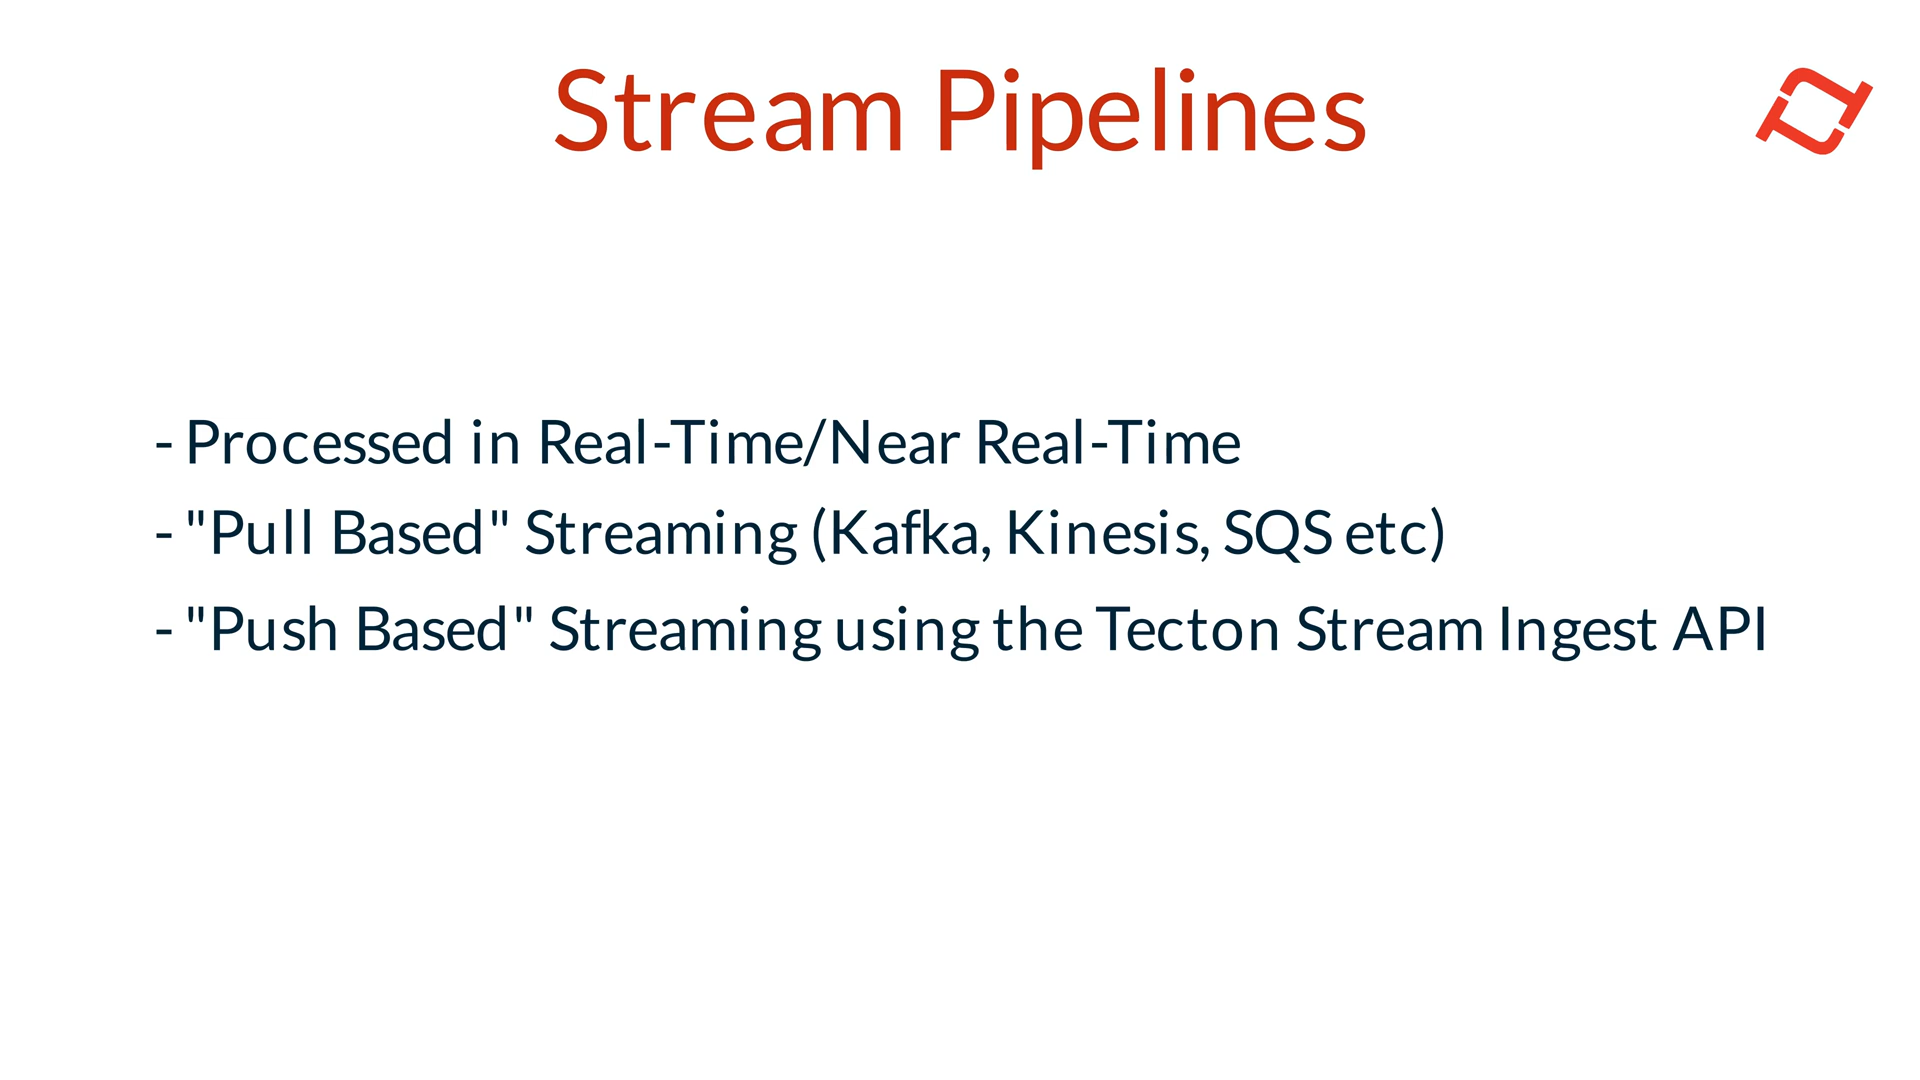 Stream Pipelines
- Processed in Real-Time/Near Real-Time
- "Pull Based" Streaming (Kafka, Kinesis, SQS etc)
- "Push Based" Streaming using the Tecton Stream Ingest API